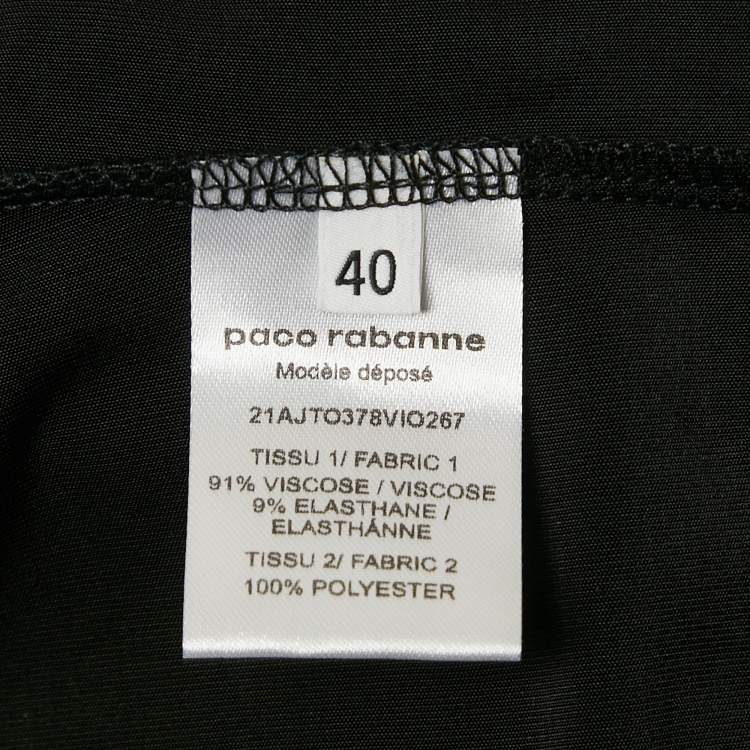 40
paco rabanne
Modèle déposé
21AJTO378VIO267
TISSU 1/ FABRIC 1
91% VISCOSE / VISCOSE
9% ELASTHANE /
ELASTHÁNNE
TISSU 2/ FABRIC 2
100% POLYESTER